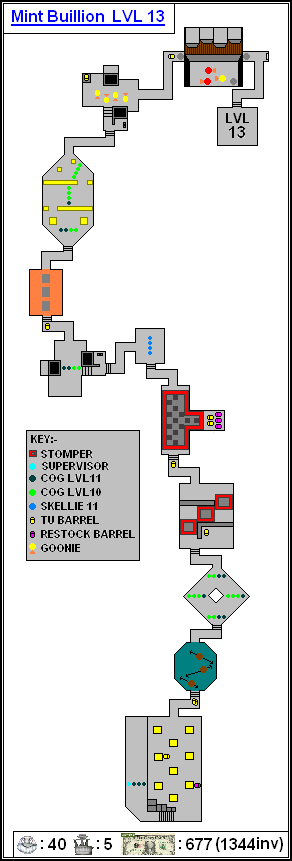 Mint Buillion LVL 13
LVL
13
KEY:-
STOMPER
SUPERVISOR
COG LVL11
COG LVL10
SKELLIE 11
TU BARREL
RESTOCK BARREL
GOONIE
: 40 : 5 : 677 (1344inv)